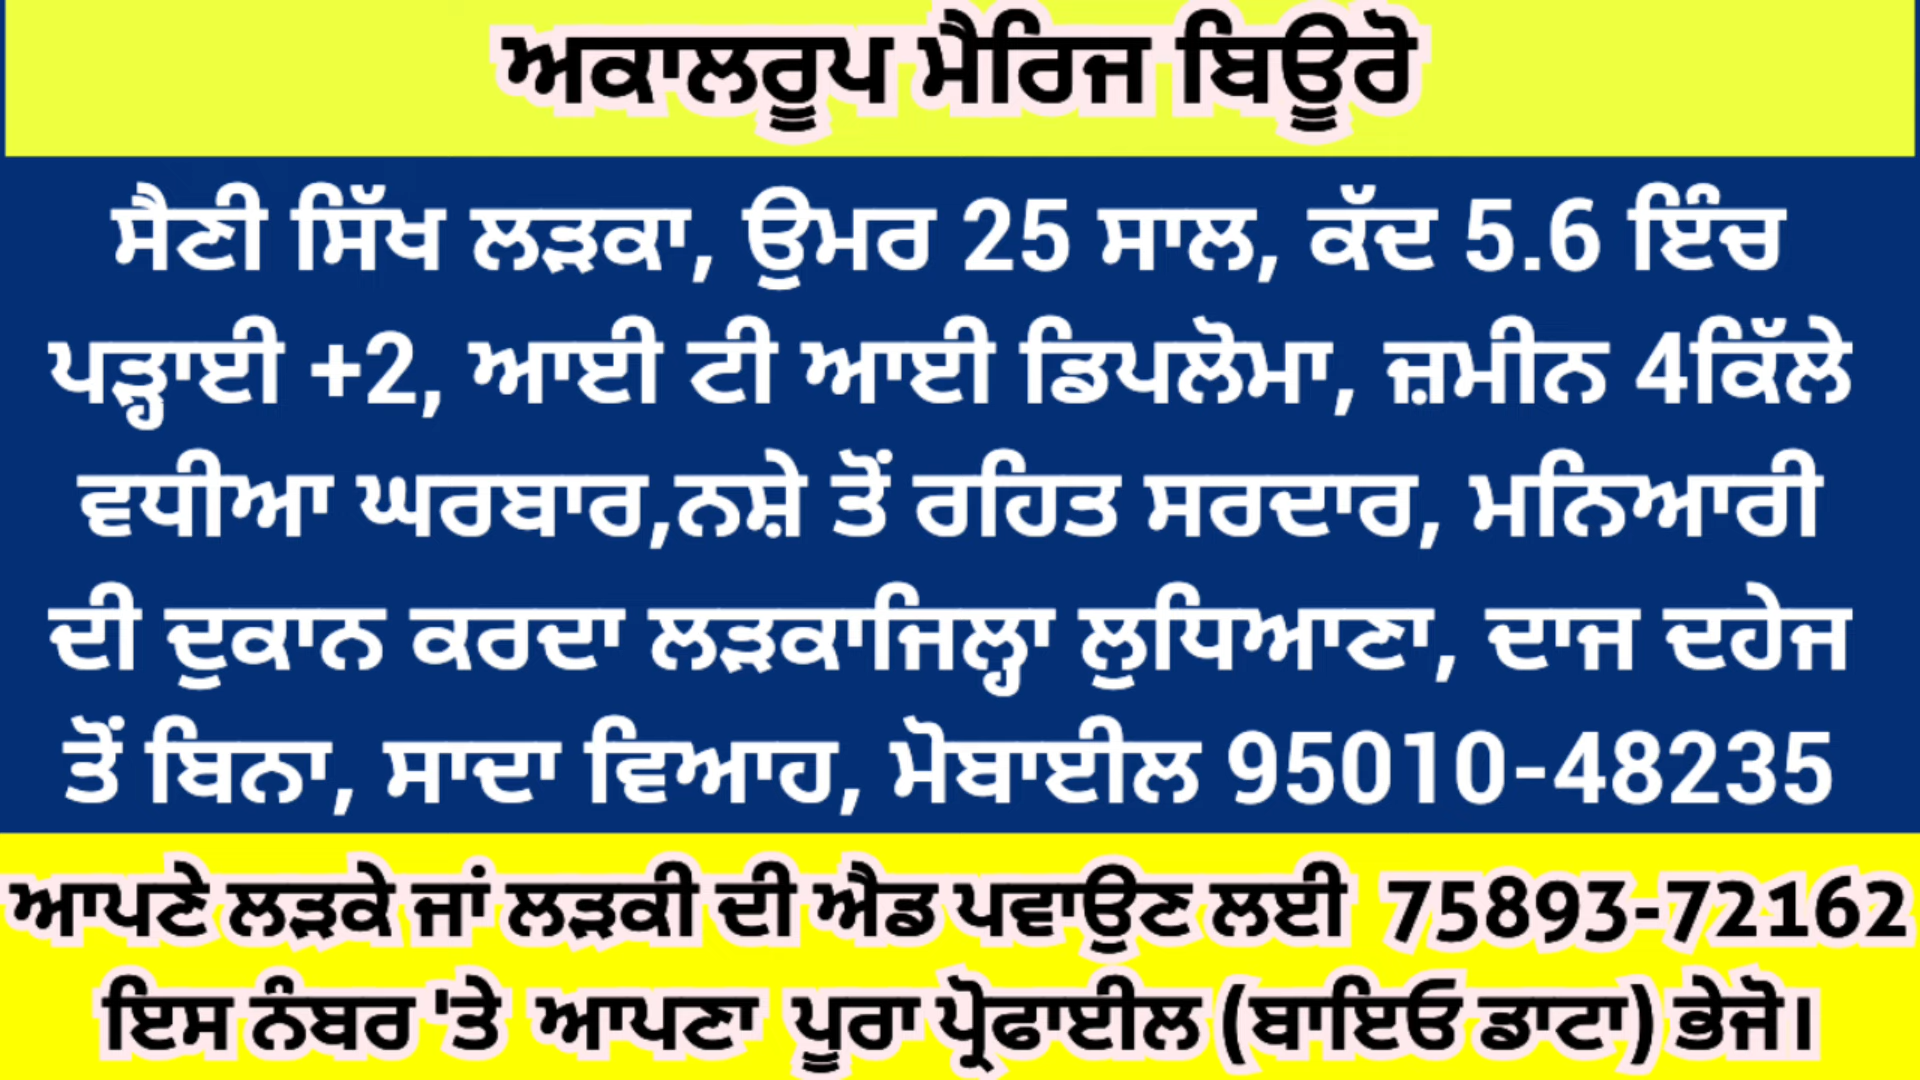 ਅਕਾਲਰੂਪ ਮੈਰਿਜ ਬਿਊਰੋ
ਸੈਣੀ ਸਿੱਖ ਲੜਕਾ, ਉਮਰ 25 ਸਾਲ, ਕੱਦ 5.6 ਇੰਚ
ਪੜ੍ਹਾਈ +2, ਆਈ ਟੀ ਆਈ ਡਿਪਲੋਮਾ, ਜ਼ਮੀਨ 4ਕਿੱਲੇ
ਵਧੀਆ ਘਰਬਾਰ,ਨਸ਼ੇ ਤੋਂ ਰਹਿਤ ਸਰਦਾਰ, ਮਨਿਆਰੀ
ਦੀ ਦੁਕਾਨ ਕਰਦਾ ਲੜਕਾਜਿਲ੍ਹਾ ਲੁਧਿਆਣਾ, ਦਾਜ ਦਹੇਜ
ਤੋਂ ਬਿਨਾ, ਸਾਦਾ ਵਿਆਹ, ਮੋਬਾਈਲ 95010-48235
ਆਪਣੇ ਲੜਕੇ ਜਾਂ ਲੜਕੀ ਦੀ ਐਡ ਪਵਾਉਣ ਲਈ 75893-72162
ਇਸ ਨੰਬਰ 'ਤੇ ਆਪਣਾ ਪੂਰਾ ਪ੍ਰੋਫਾਈਲ (ਬਾਇਓ ਡਾਟਾ) ਭੇਜੋ।